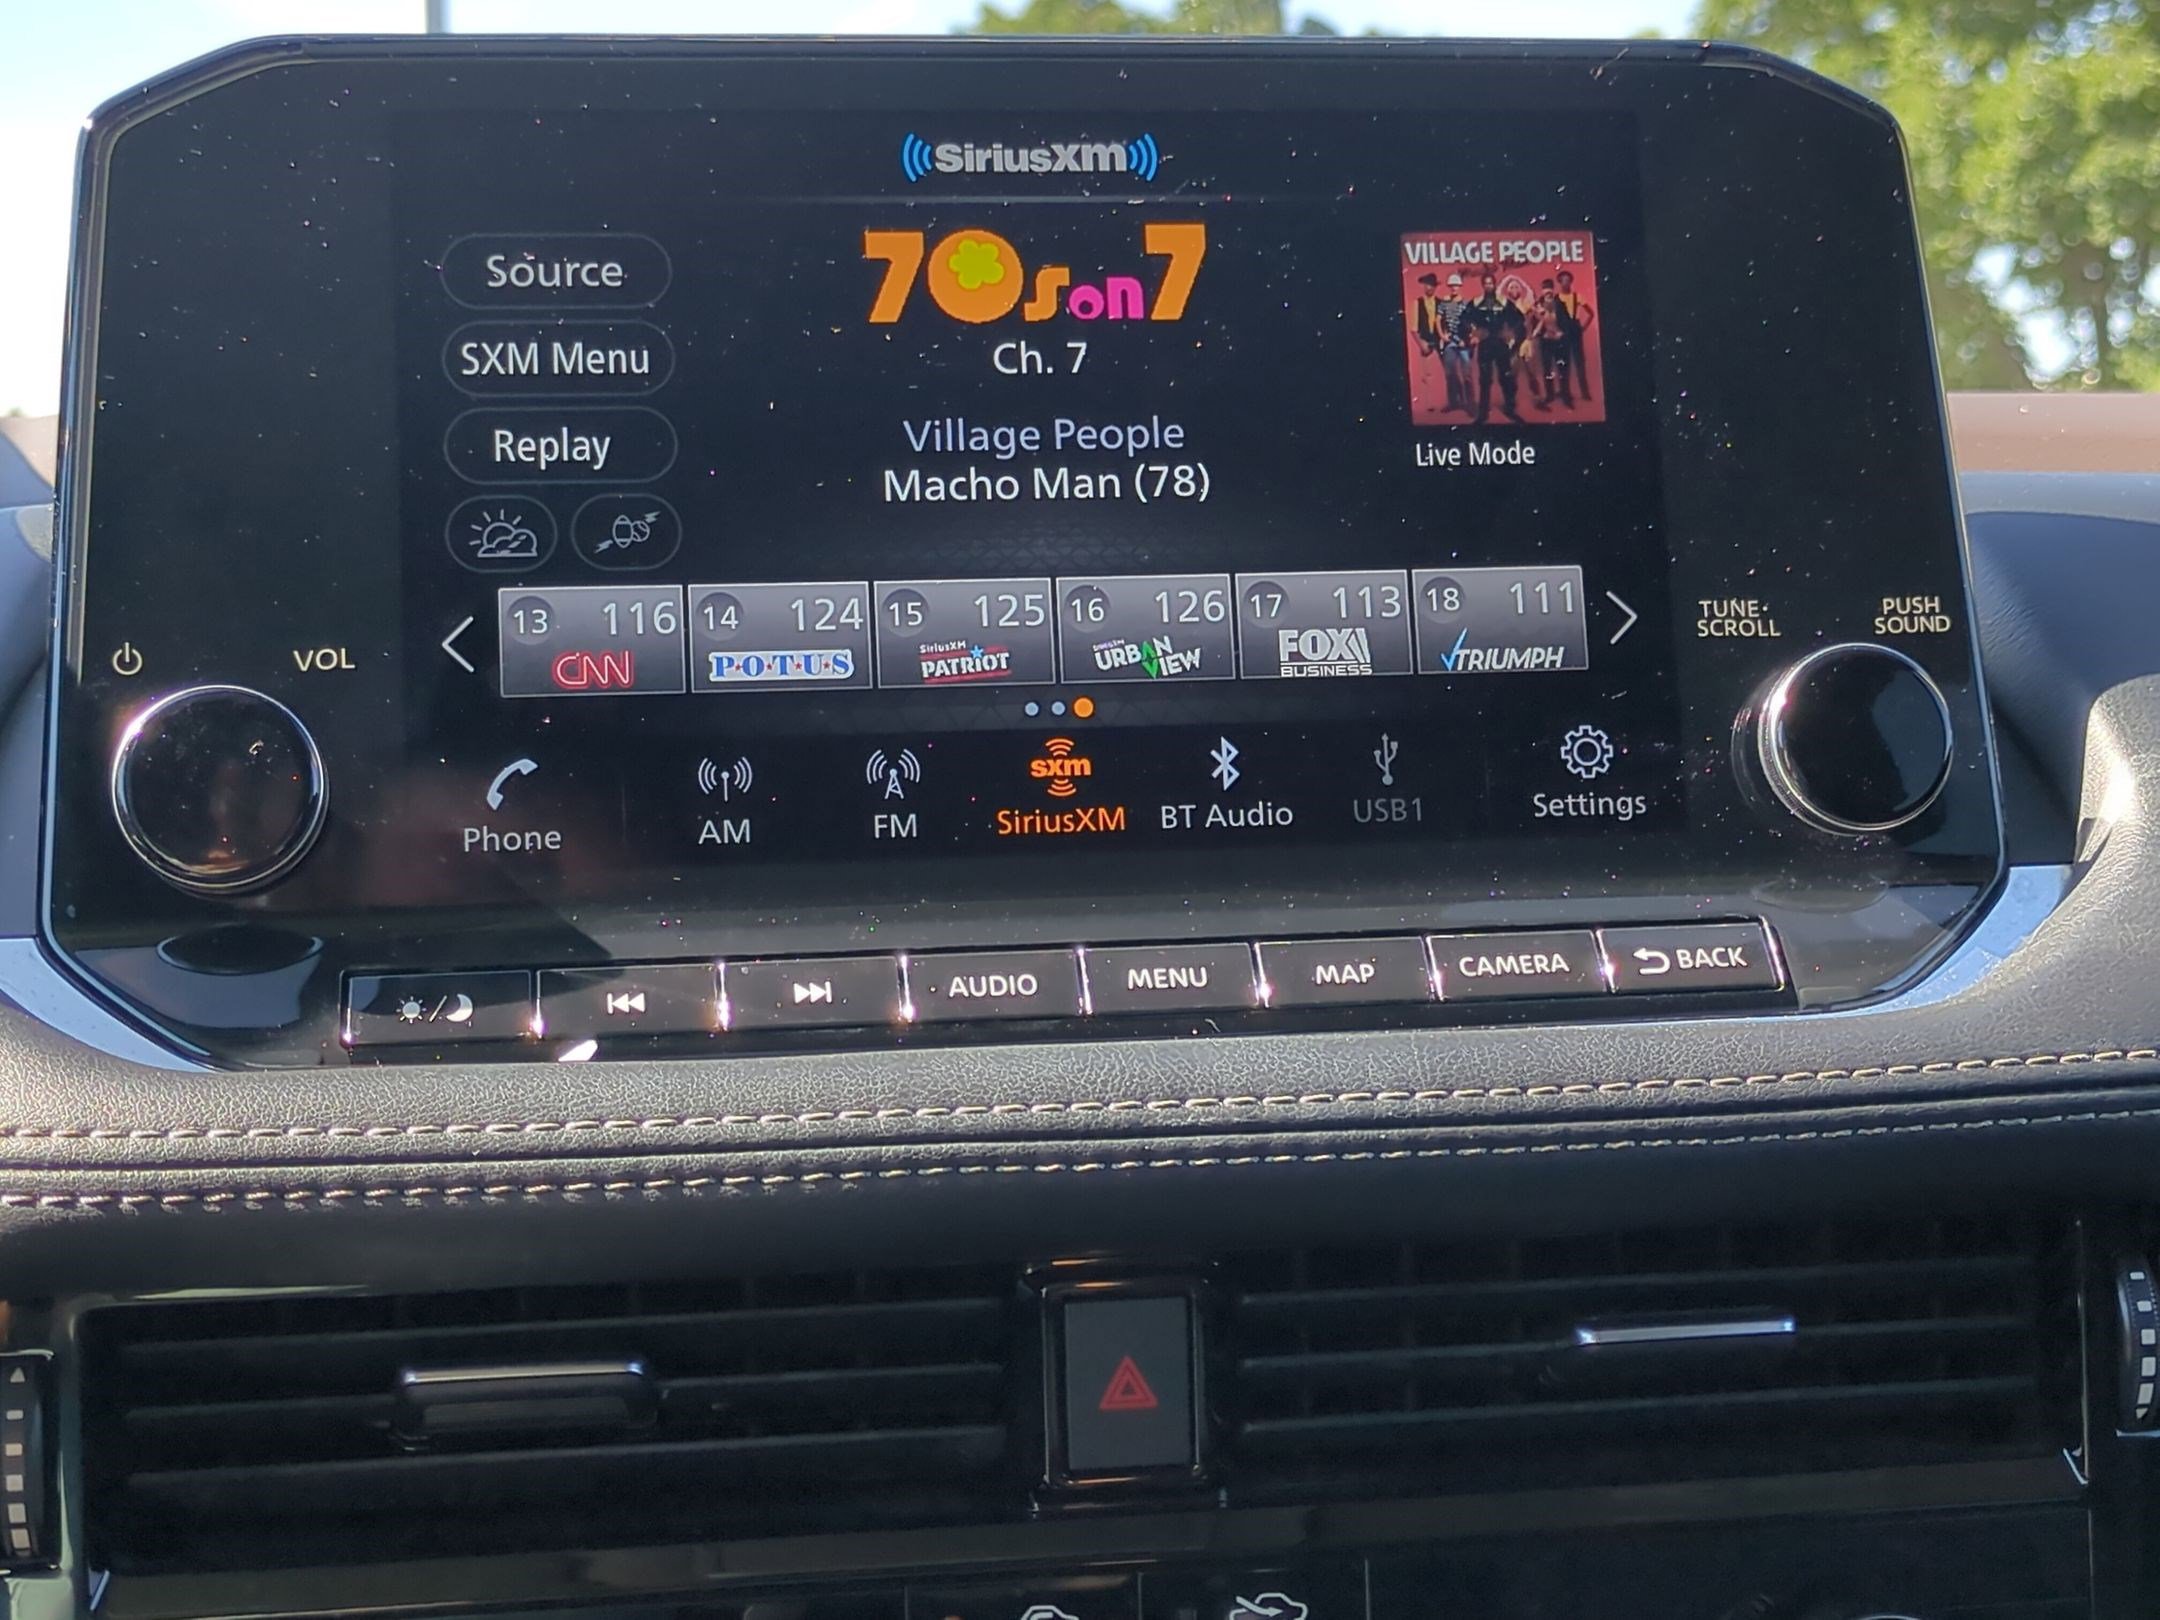 SiriusXM
Source
70s on 7
VILLAGE PEOPLE
SXM Menu
Ch. 7
Replay
Village People
Macho Man (78)
Live Mode
13 116
CNN
14 124
P★O★T★U★S
15 125
SiriusXM
PATRIOT
16 126
URBAN
VIEW
17 113
FOX
BUSINESS
18 111
TRIUMPH
VOL
TUNE·
SCROLL
PUSH
SOUND
Phone
AM
FM
sxm
SiriusXM
BT Audio
USB1
Settings
AUDIO
MENU
MAP
CAMERA
BACK